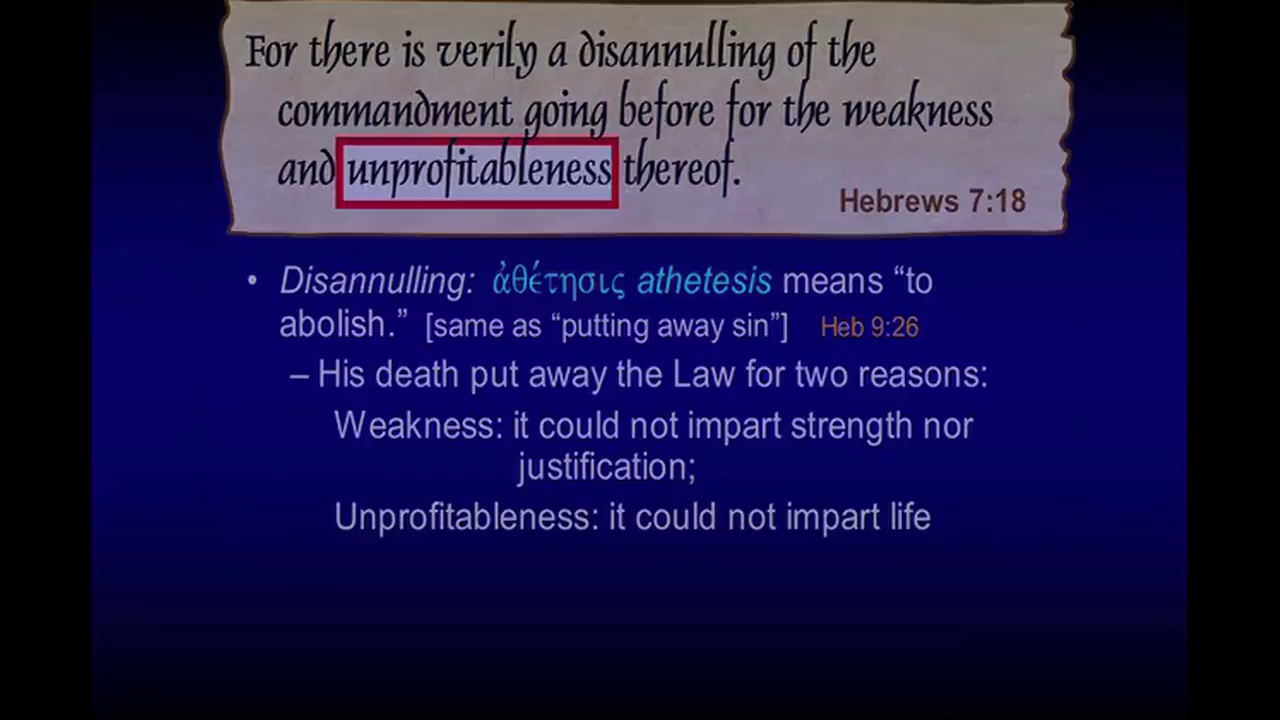 For there is verily a disannulling of the
commandment going before for the weakness
and unprofitableness thereof.
Hebrews 7:18
• Disannulling: ἀθέτησις athetesis means “to
abolish.” [same as “putting away sin”] Heb 9:26
– His death put away the Law for two reasons:
Weakness: it could not impart strength nor
justification;
Unprofitableness: it could not impart life